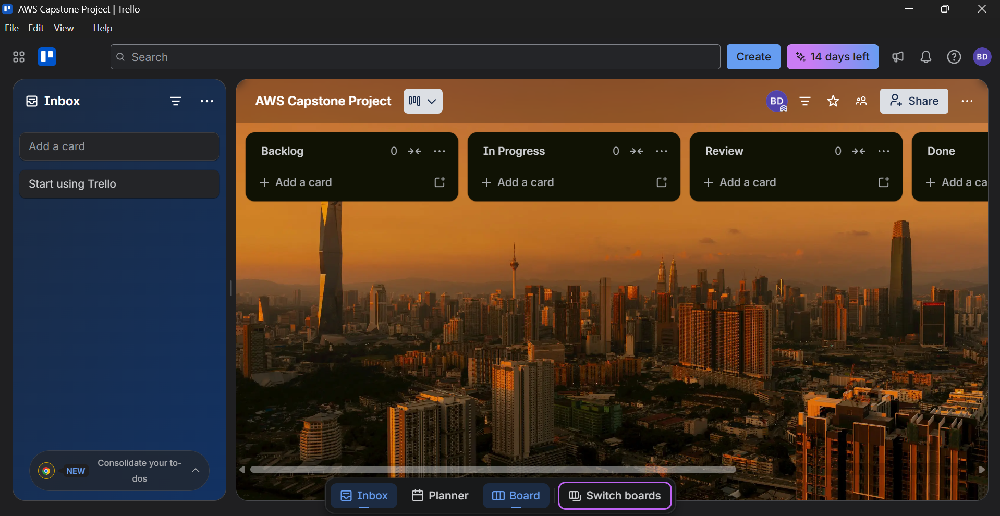 AWS Capstone Project | Trello
File Edit View Help
Search
Create
14 days left
BD
Inbox
AWS Capstone Project
BD
Share
Add a card
Start using Trello
Backlog 0
Add a card
In Progress 0
Add a card
Review 0
Add a card
Done
Add a ca
NEW
Consolidate your to-
dos
Inbox
Planner
Board
Switch boards